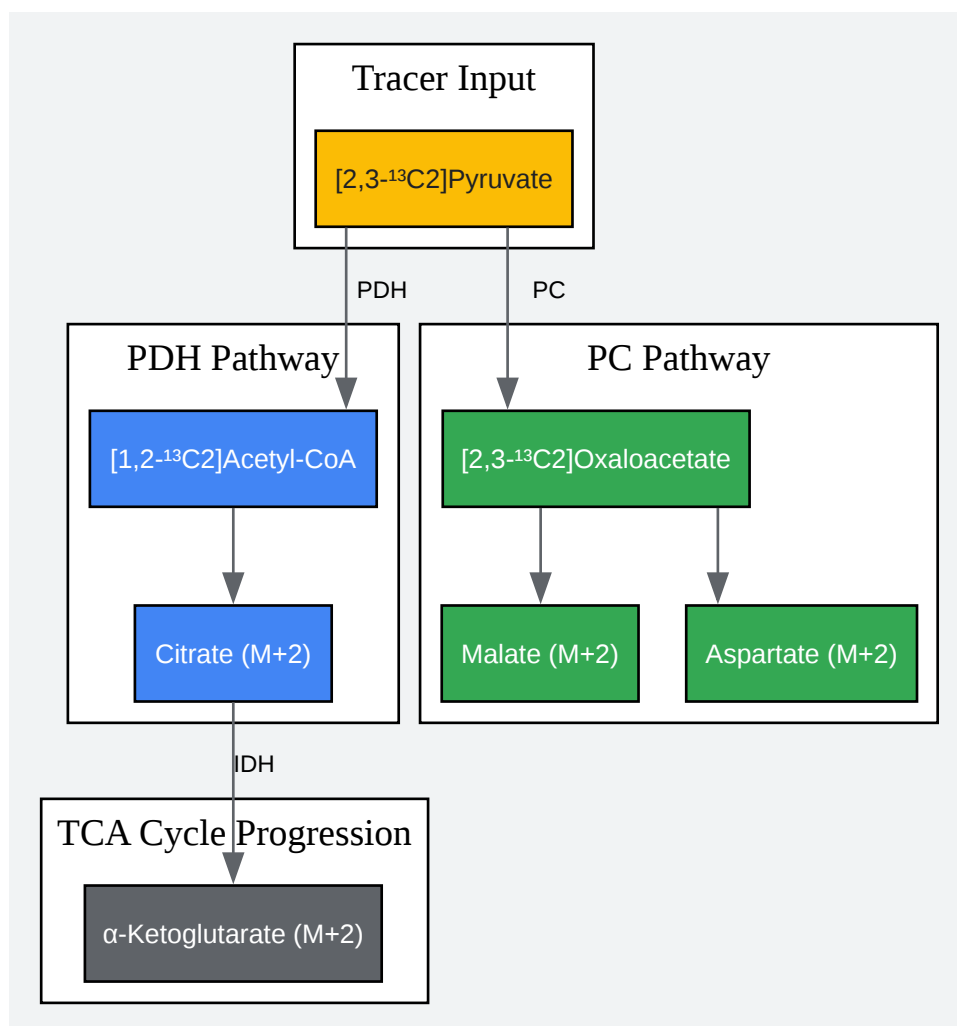 Tracer Input
[2,3-¹³C2]Pyruvate
PDH
PC
PDH Pathway
PC Pathway
[1,2-¹³C2]Acetyl-CoA
[2,3-¹³C2]Oxaloacetate
Citrate (M+2)
Malate (M+2)
Aspartate (M+2)
IDH
TCA Cycle Progression
α-Ketoglutarate (M+2)